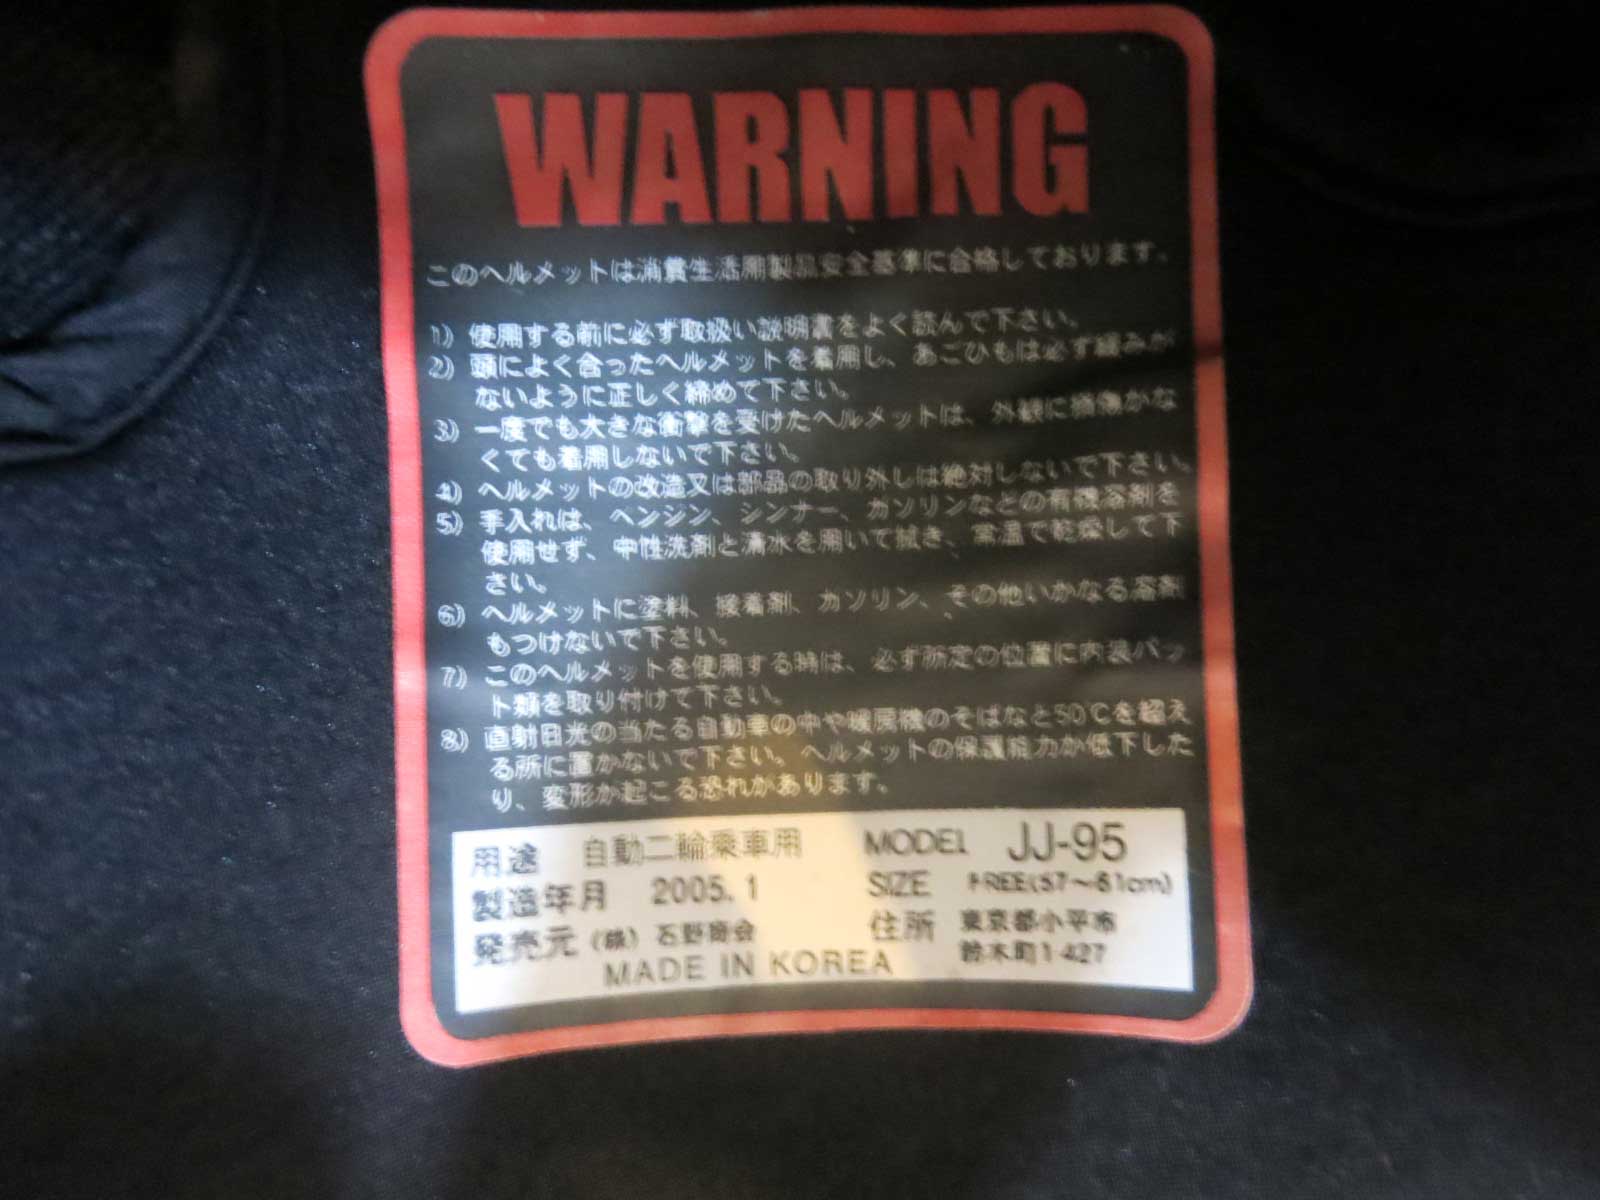 WARNING
このヘルメットは消費生活用製品安全基準に合格しております。
1) 使用する前に必ず取扱い説明書をよく読んで下さい。
2) 頭によく合ったヘルメットを着用し、あごひもは必ず緩みが
ないように正しく締めて下さい。
3) 一度でも大きな衝撃を受けたヘルメットは、外観に損傷がな
くても着用しないで下さい。
4) ヘルメットの改造又は部品の取り外しは絶対しないで下さい。
5) 手入れは、ベンジン、シンナー、ガソリンなどの有機溶剤を
使用せず、中性洗剤と清水を用いて拭き、常温で乾燥して下
さい。
6) ヘルメットに塗料、接着剤、ガソリン、その他いかなる溶剤
もつけないで下さい。
7) このヘルメットを使用する時は、必ず所定の位置に内装パッ
ト類を取り付けて下さい。
8) 直射日光の当たる自動車の中や暖房機のそばなど50℃を超え
る所に置かないで下さい。ヘルメットの保護能力が低下した
り、変形が起こる恐れがあります。
用途 自動二輪乗車用 MODEL JJ-95
製造年月 2005.1 SIZE FREE(57～61cm)
発売元 (株) 石野商会 住所 東京都小平市
鈴木町1-427
MADE IN KOREA